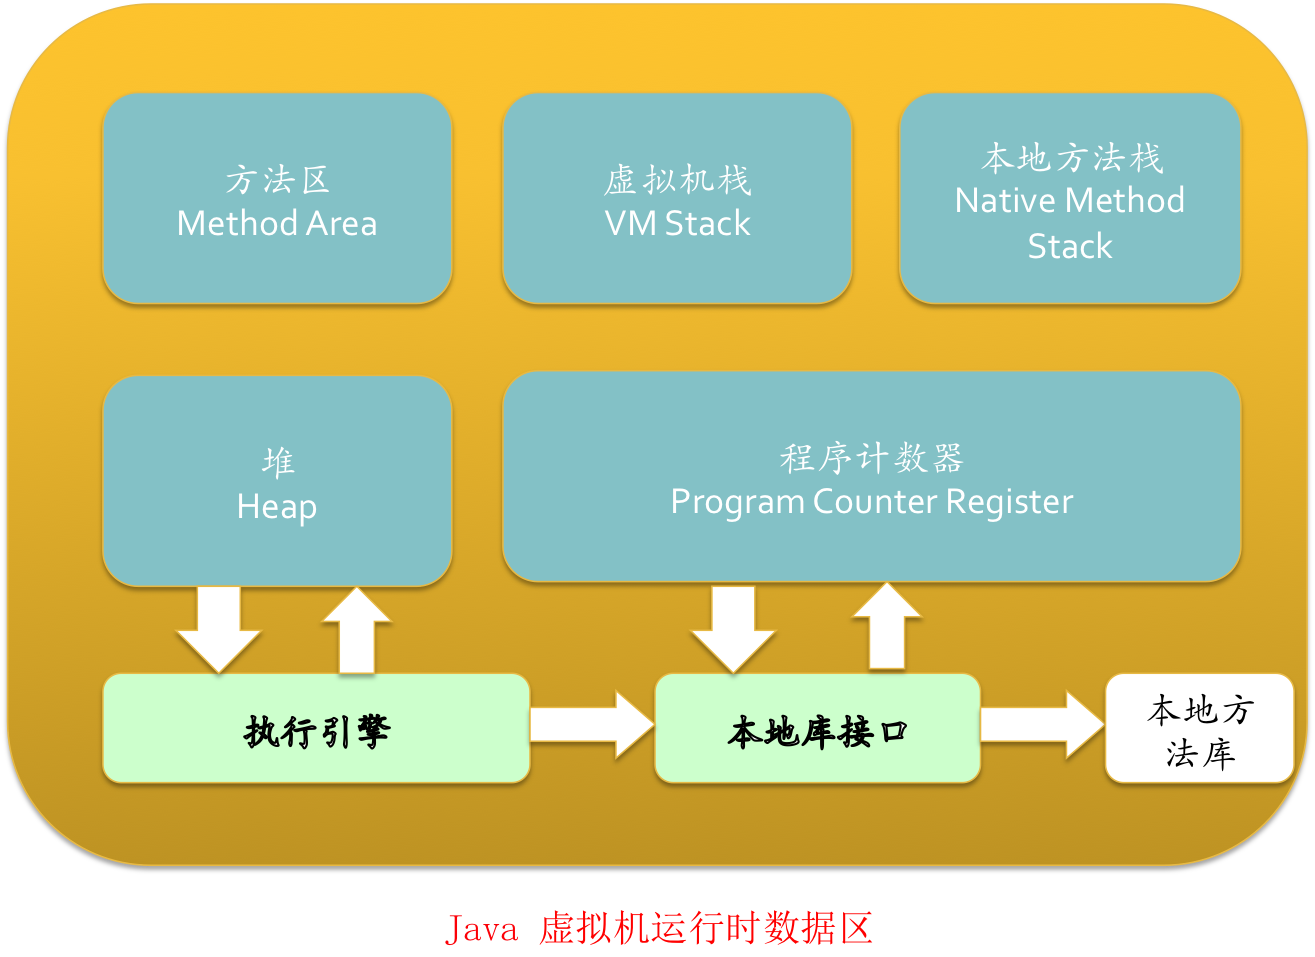 方法区
Method Area
虚拟机栈
VM Stack
本地方法栈
Native Method
Stack
堆
Heap
程序计数器
Program Counter Register
执行引擎
本地库接口
本地方
法库
Java 虚拟机运行时数据区